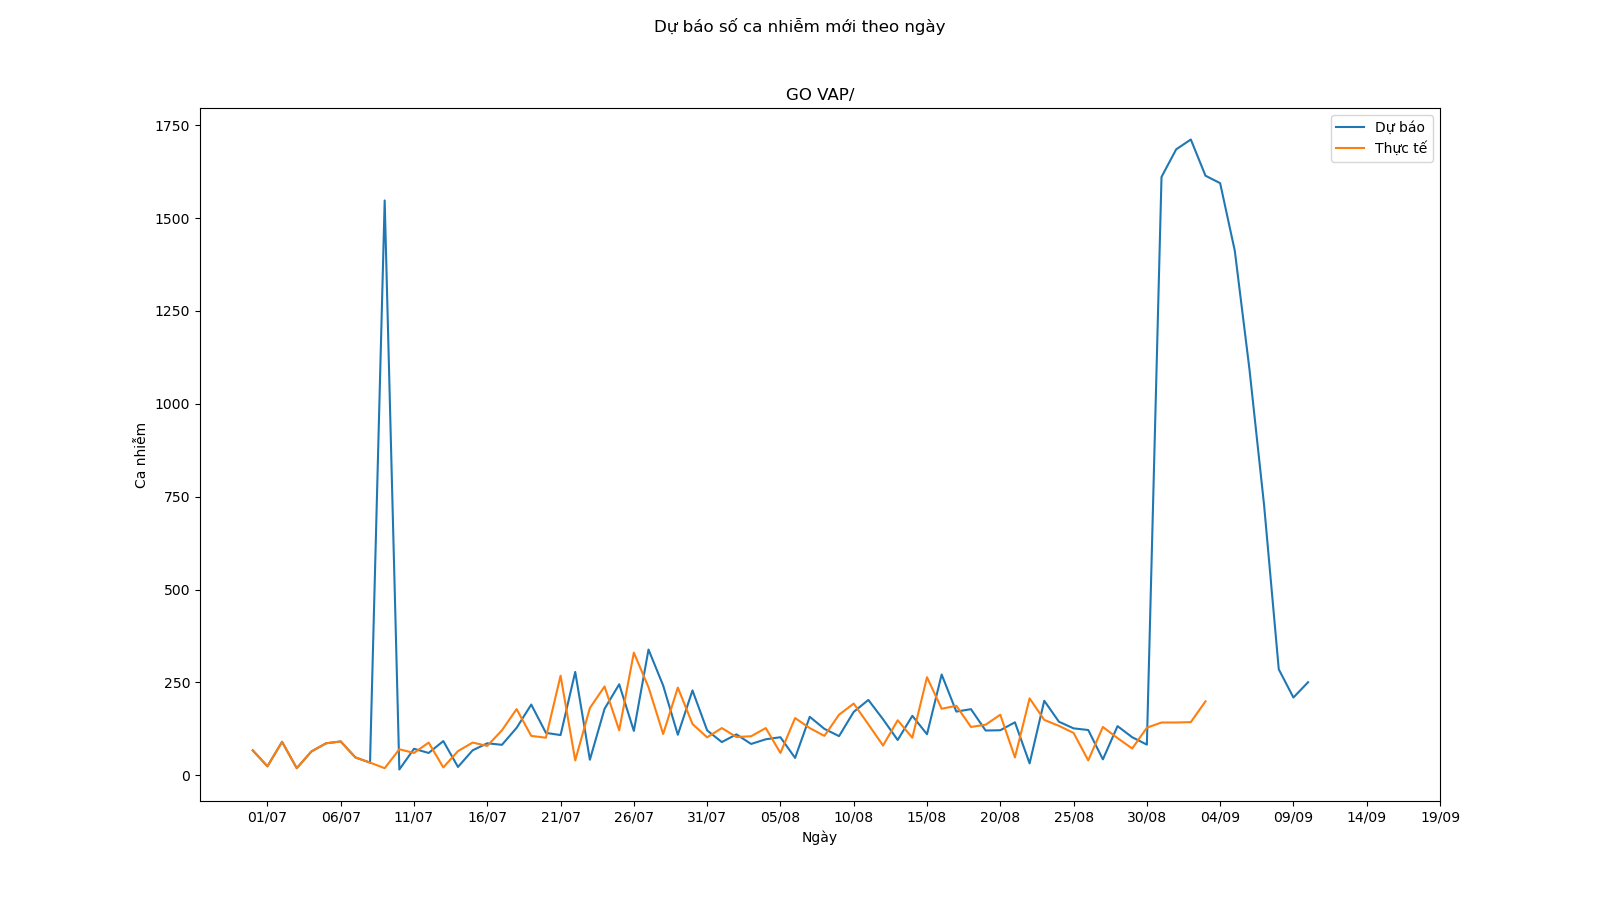 Dự báo số ca nhiễm mới theo ngày
GO VAP/
Dự báo
Thực tế
1750
1500
1250
1000
750
500
250
0
Ca nhiễm
01/07 06/07 11/07 16/07 21/07 26/07 31/07 05/08 10/08 15/08 20/08 25/08 30/08 04/09 09/09 14/09 19/09
Ngày